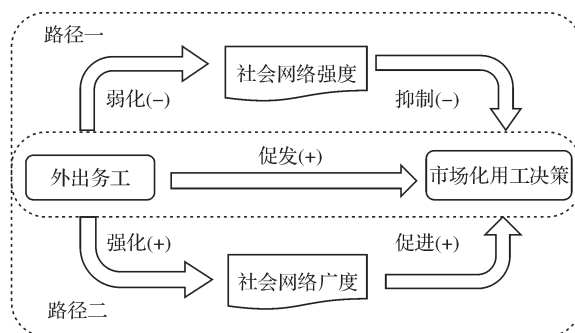 路径一
社会网络强度
弱化(-)
抑制(-)
促发(+)
外出务工
市场化用工决策
强化(+)
促进(+)
社会网络广度
路径二